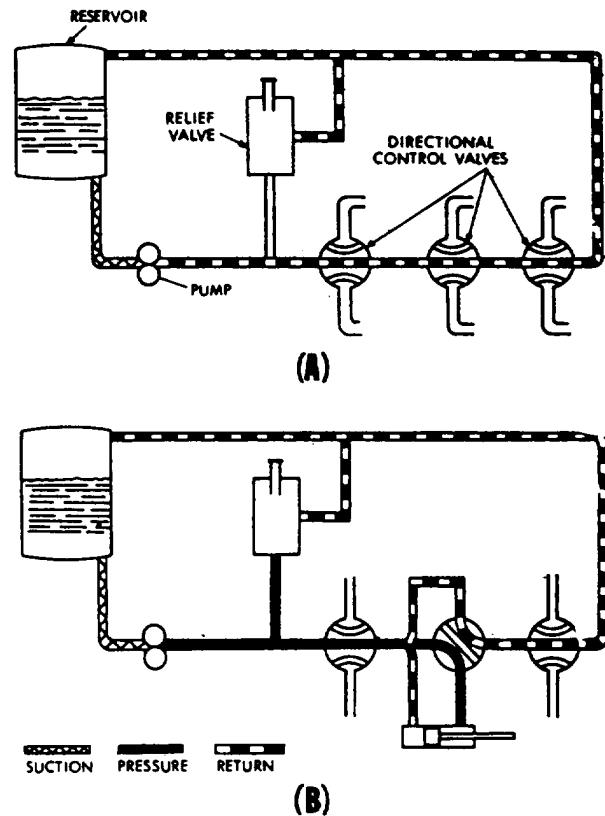 RESERVOIR
RELIEF
VALVE
DIRECTIONAL
CONTROL VALVES
PUMP
(A)
SUCTION PRESSURE RETURN
(B)